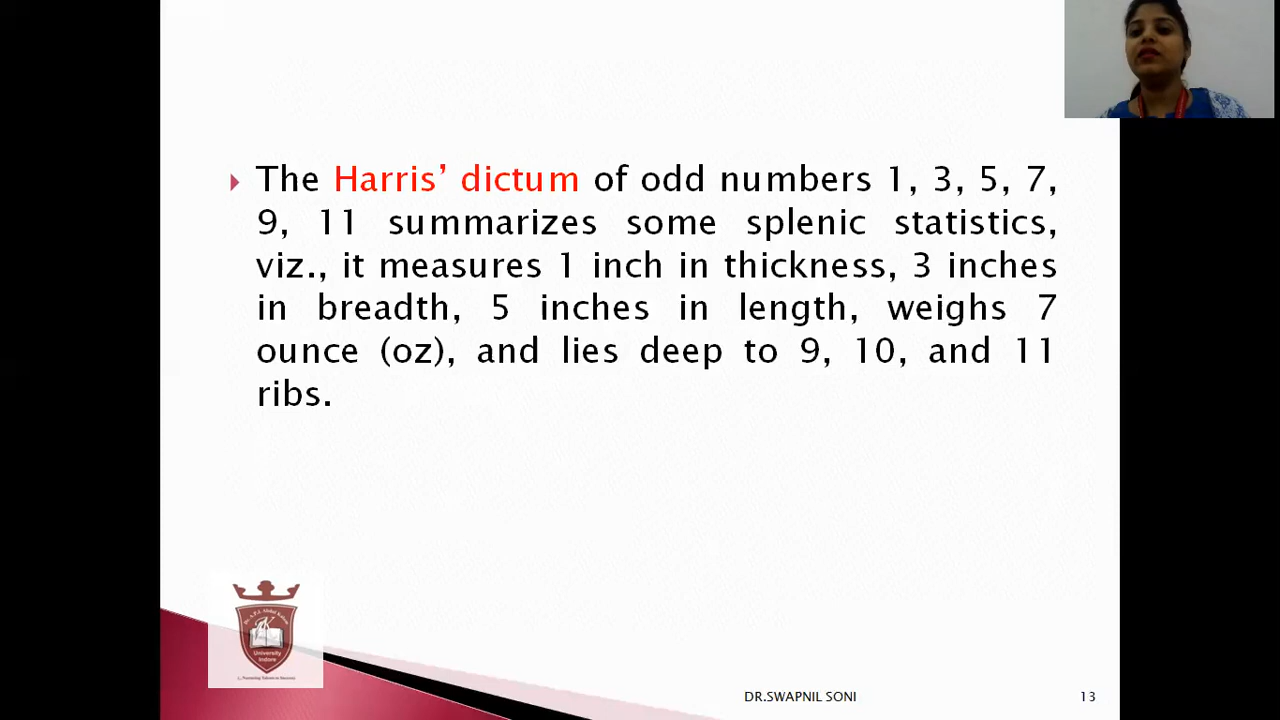 The Harris’ dictum of odd numbers 1, 3, 5, 7,
9, 11 summarizes some splenic statistics,
viz., it measures 1 inch in thickness, 3 inches
in breadth, 5 inches in length, weighs 7
ounce (oz), and lies deep to 9, 10, and 11
ribs.
University
Indore
DR.SWAPNIL SONI
13